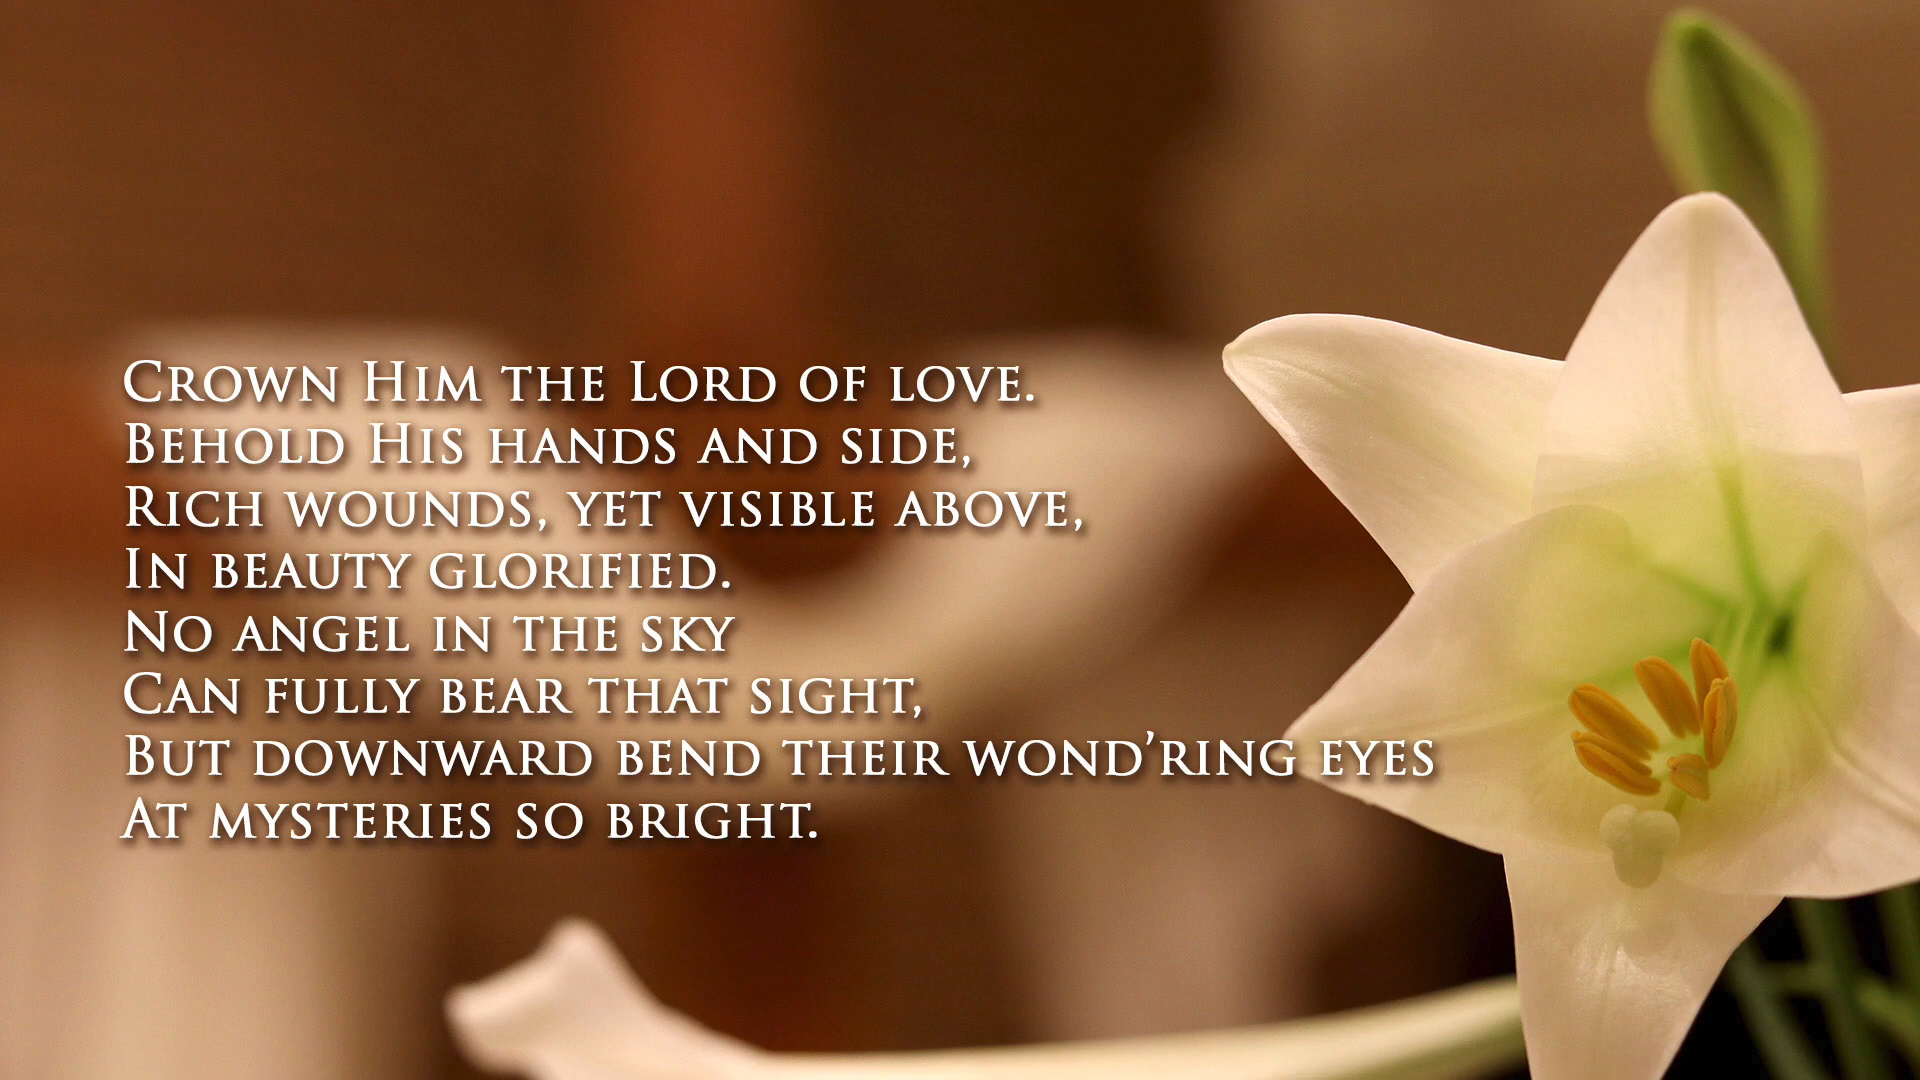 Crown Him the Lord of love.
Behold His hands and side,
Rich wounds, yet visible above,
In beauty glorified.
No angel in the sky
Can fully bear that sight,
But downward bend their wond’ring eyes
At mysteries so bright.